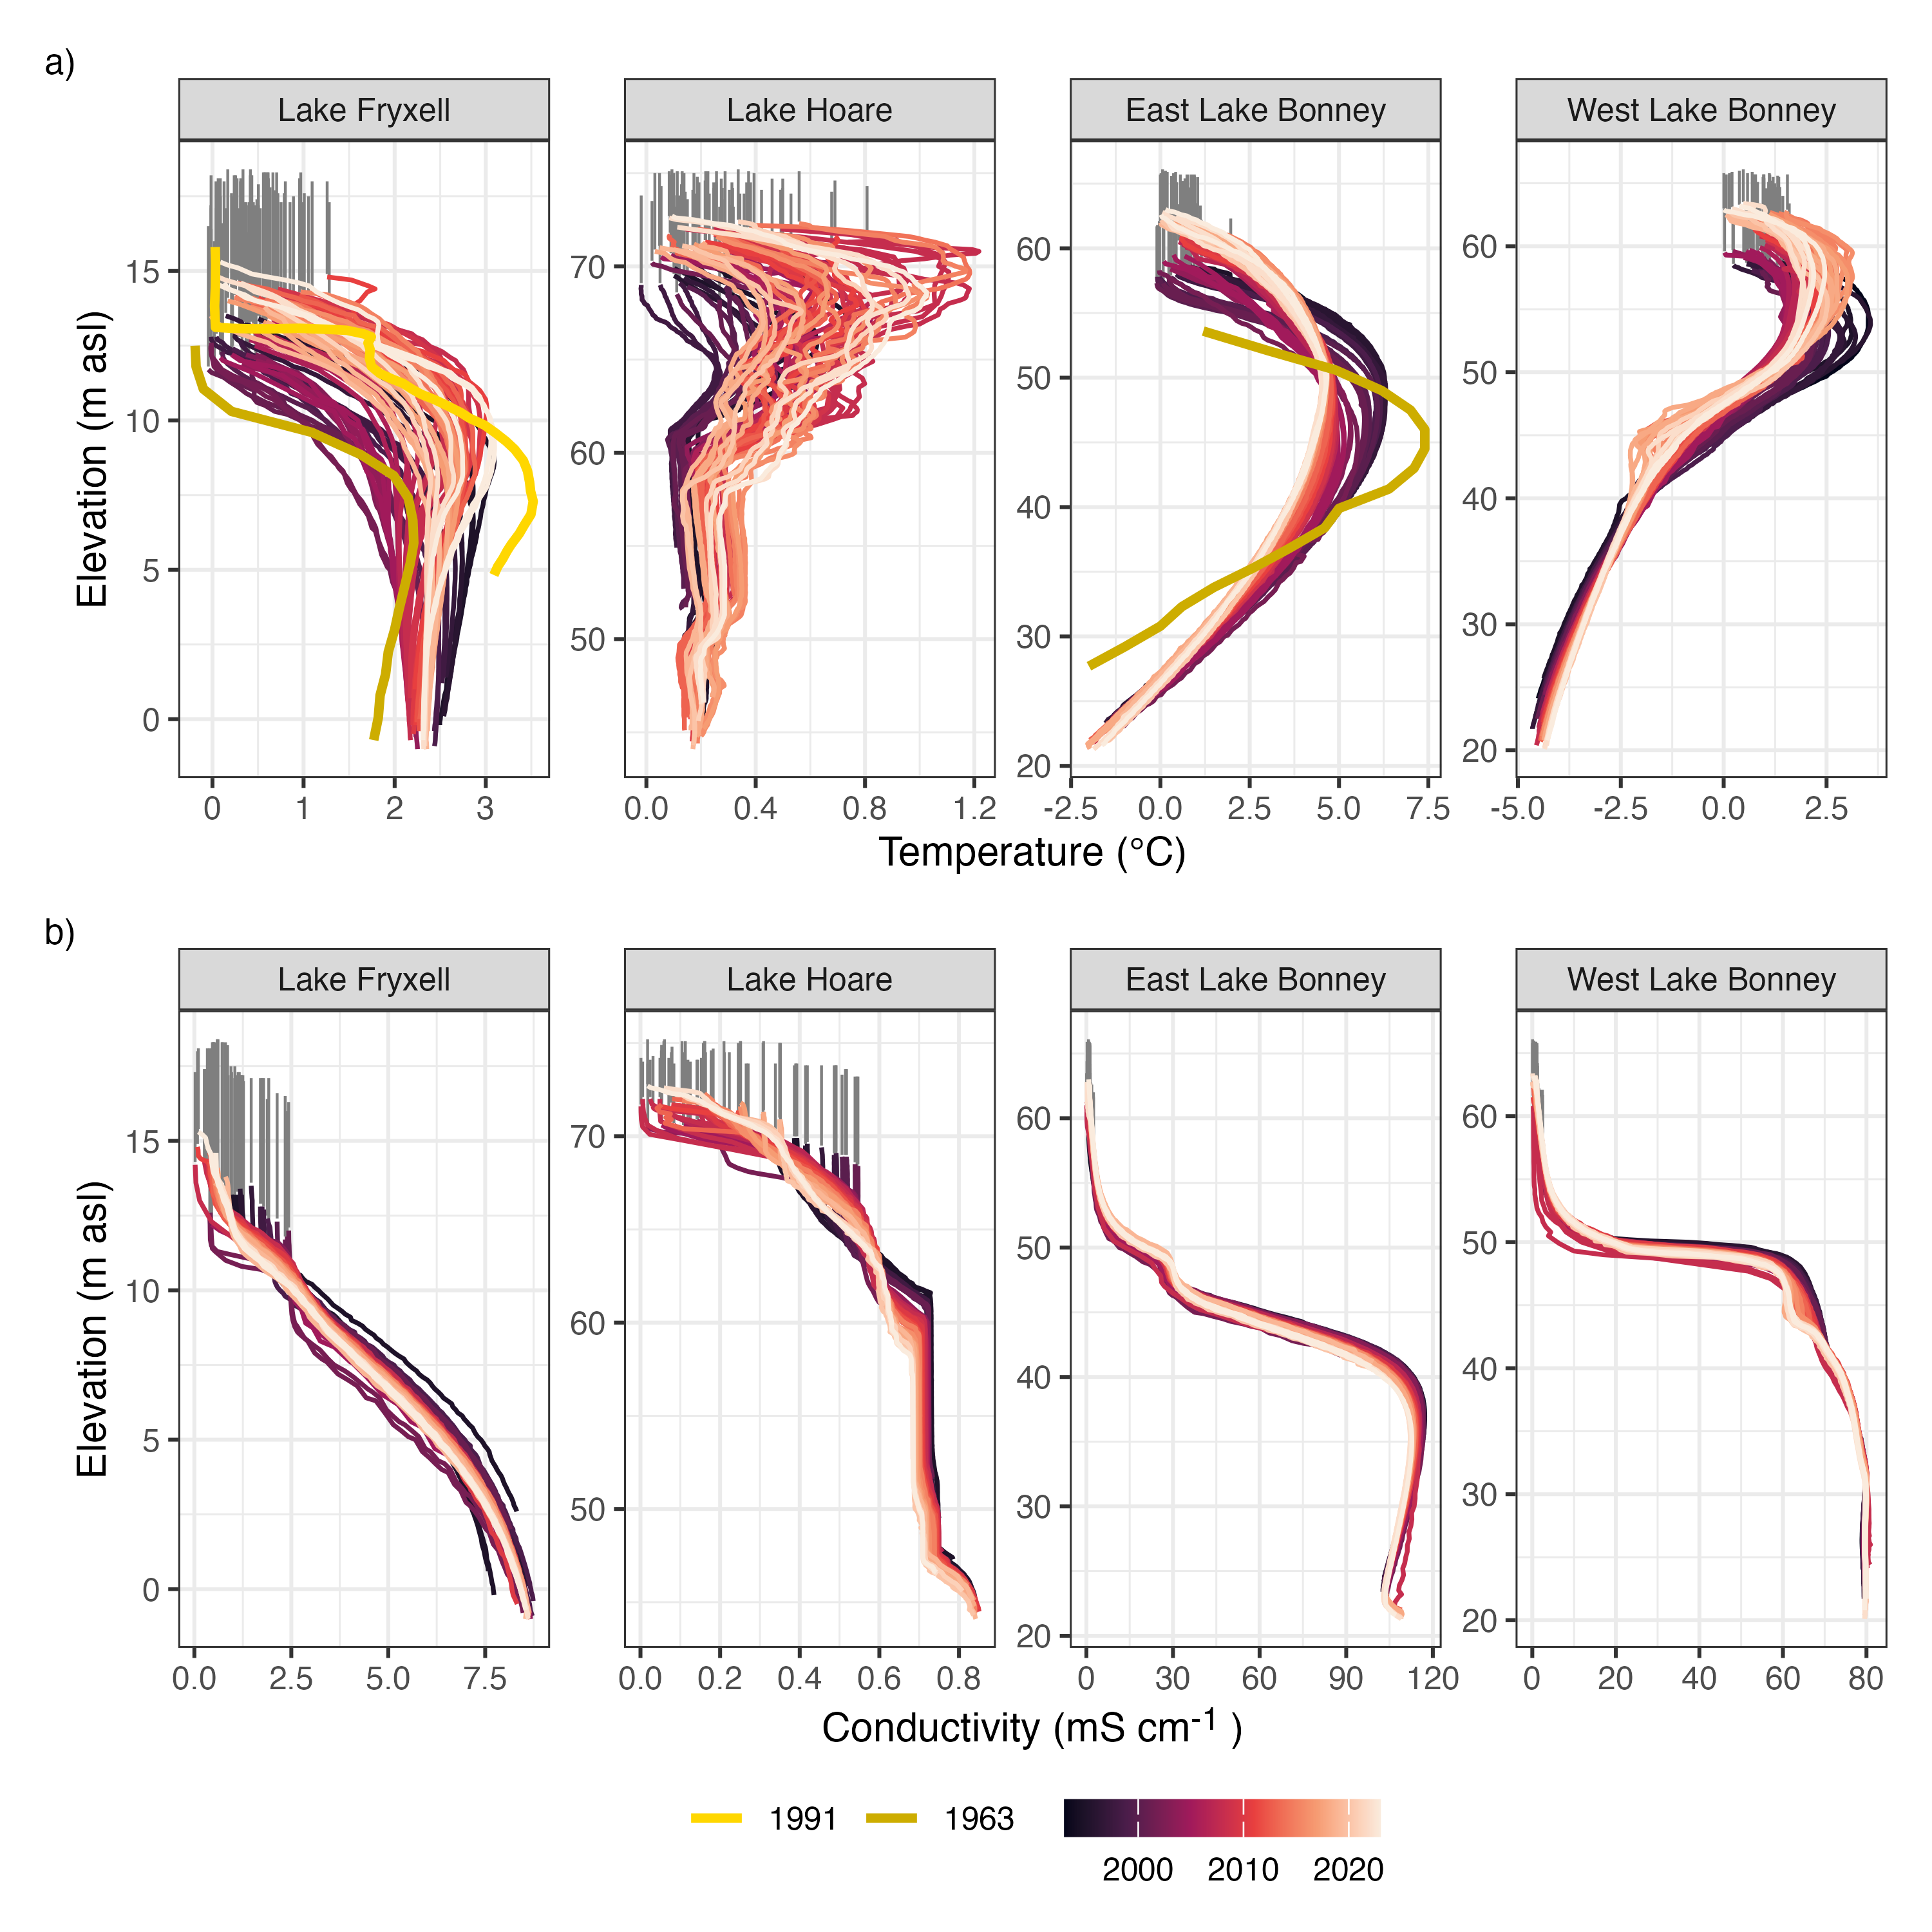 a)
Lake Fryxell
Lake Hoare
East Lake Bonney
West Lake Bonney
Elevation (m asl)
15
10
5
0
70
60
50
60
50
40
30
20
60
50
40
30
20
0 1 2 3
0.0 0.4 0.8 1.2
-2.5 0.0 2.5 5.0 7.5
-5.0 -2.5 0.0 2.5
Temperature (°C)
b)
Lake Fryxell
Lake Hoare
East Lake Bonney
West Lake Bonney
Elevation (m asl)
15
10
5
0
70
60
50
60
50
40
30
20
60
50
40
30
20
0.0 2.5 5.0 7.5
0.0 0.2 0.4 0.6 0.8
0 30 60 90 120
0 20 40 60 80
Conductivity (mS cm⁻¹ )
1991 1963
2000 2010 2020